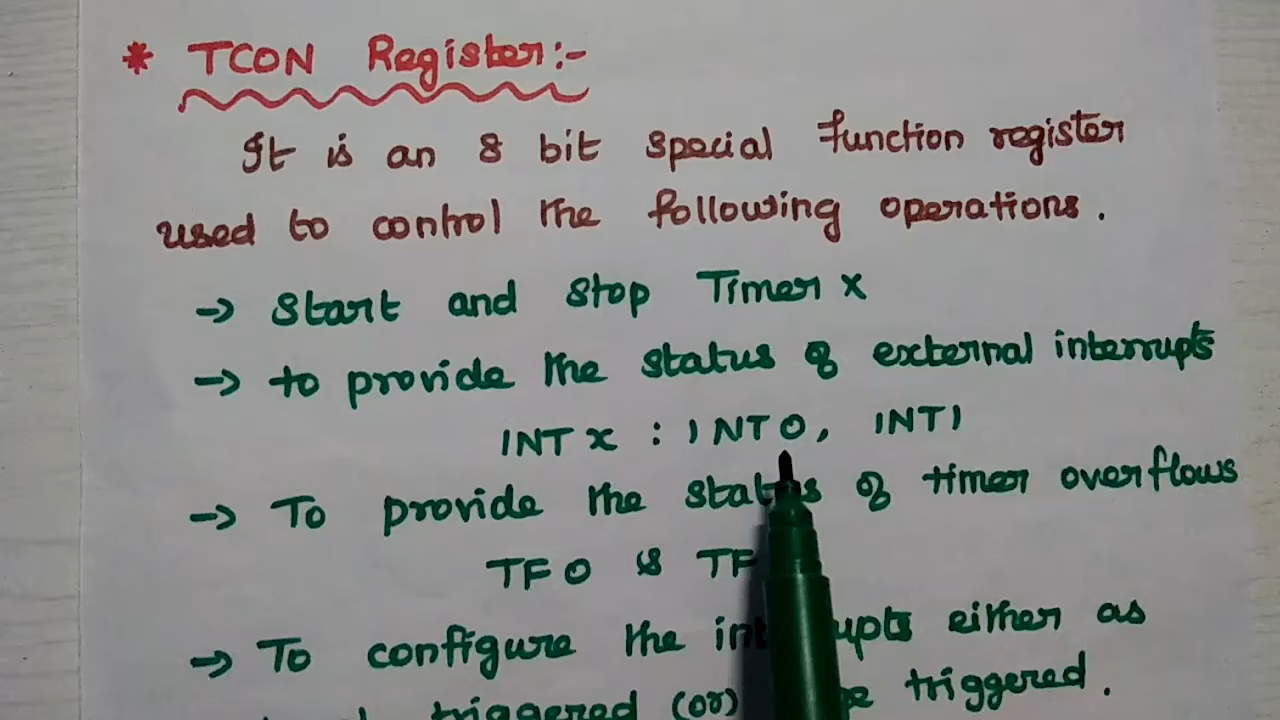 * TCON Register:-
It is an 8 bit special function register
used to control the following operations.
-> Start and stop Timer x
-> to provide the status of external interrupts
INT x : INT0, INT1
-> To provide the status of timer overflows
TF0 & TF
-> To configure the either as
triggered (or) triggered.